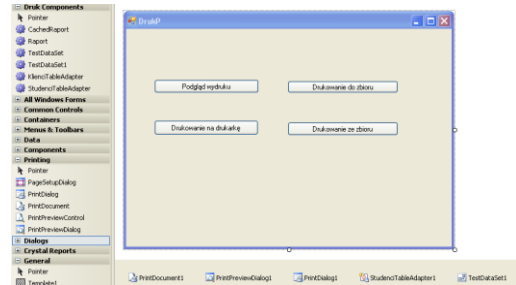 Druk Components
Pointer
CachedRaport
Raport
TestDataSet
TestDataSet1
KlienciTableAdapter
StudenciTableAdapter
All Windows Forms
Common Controls
Containers
Menus & Toolbars
Data
Components
Printing
Pointer
PageSetupDialog
PrintDialog
PrintDocument
PrintPreviewControl
PrintPreviewDialog
Dialogs
Crystal Reports
General
Pointer
Template1
DrukP
Podgląd wydruku
Drukowanie do zbioru
Drukowanie na drukarkę
Drukowanie ze zbioru
PrintDocument1
PrintPreviewDialog1
PrintDialog1
StudenciTableAdapter1
TestDataSet1